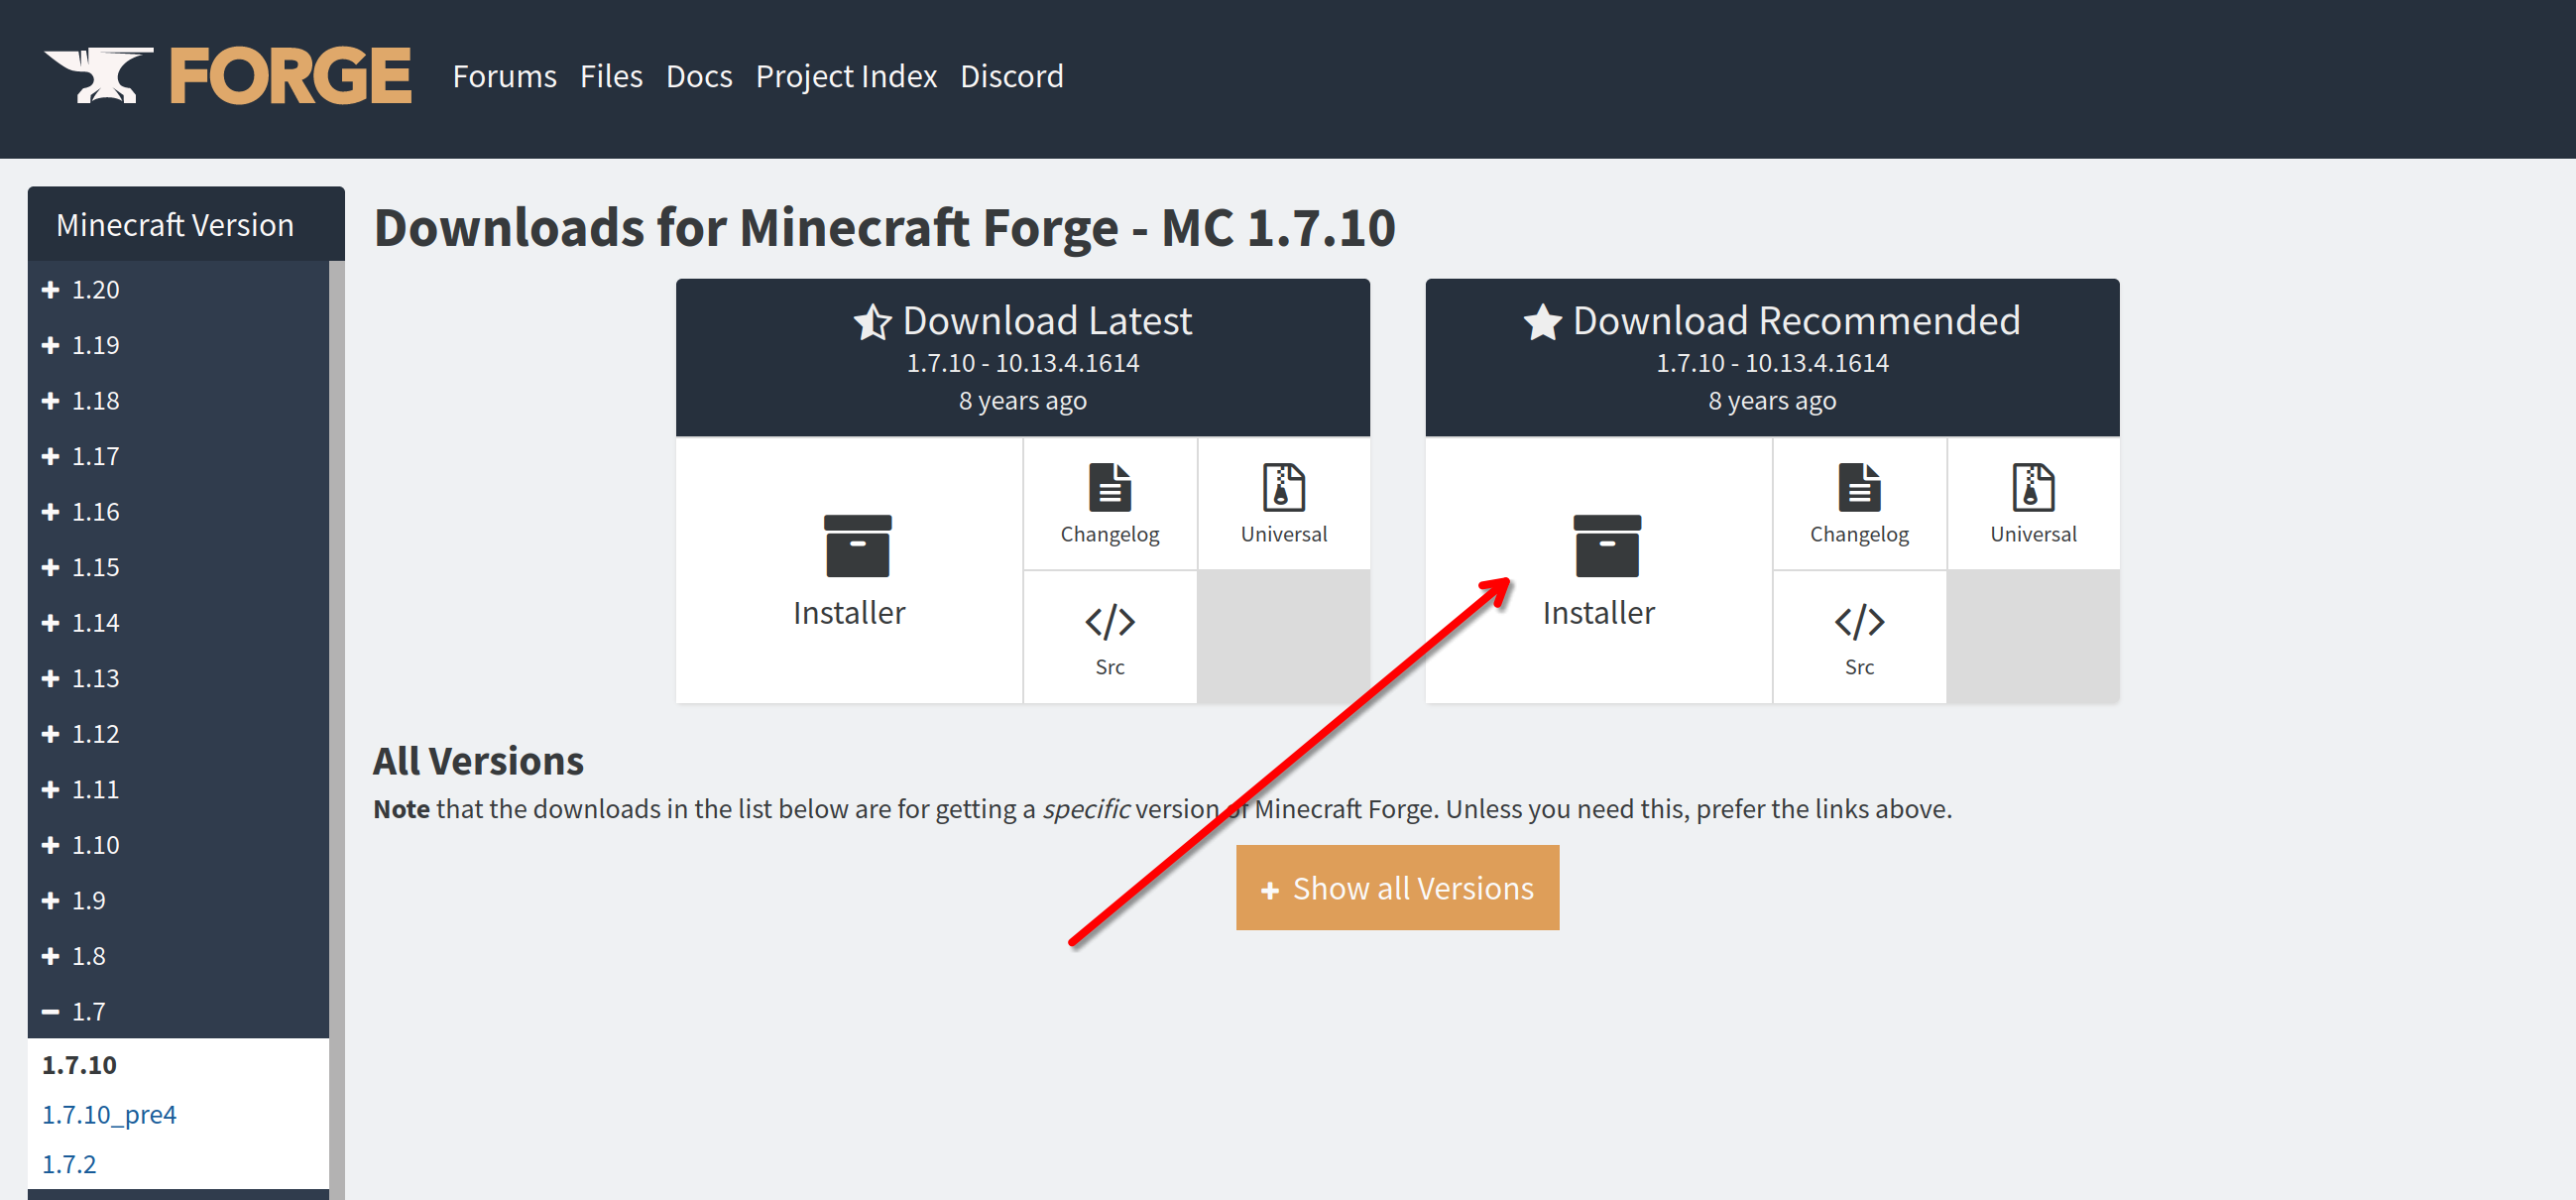 FORGE Forums Files Docs Project Index Discord
Minecraft Version
1.20
1.19
1.18
1.17
1.16
1.15
1.14
1.13
1.12
1.11
1.10
1.9
1.8
1.7
1.7.10
1.7.10_pre4
1.7.2
Downloads for Minecraft Forge - MC 1.7.10
Download Latest
1.7.10 - 10.13.4.1614
8 years ago
Installer
Changelog
Universal
Src
Download Recommended
1.7.10 - 10.13.4.1614
8 years ago
Installer
Changelog
Universal
Src
All Versions
Note that the downloads in the list below are for getting a specific version of Minecraft Forge. Unless you need this, prefer the links above.
Show all Versions